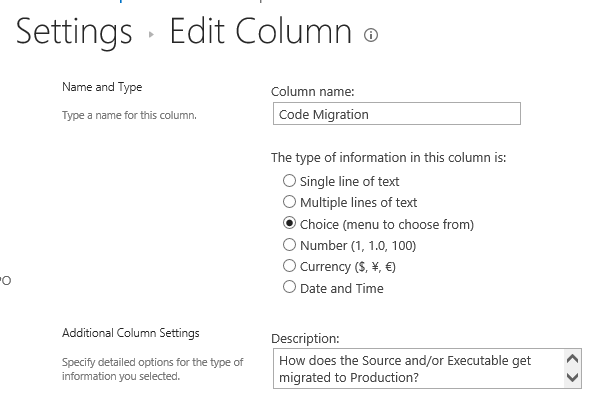 Settings › Edit Column
Name and Type
Type a name for this column.
Column name:
Code Migration
The type of information in this column is:
Single line of text
Multiple lines of text
Choice (menu to choose from)
Number (1, 1.0, 100)
Currency ($, ¥, €)
Date and Time
Additional Column Settings
Specify detailed options for the type of
information you selected.
Description:
How does the Source and/or Executable get
migrated to Production?